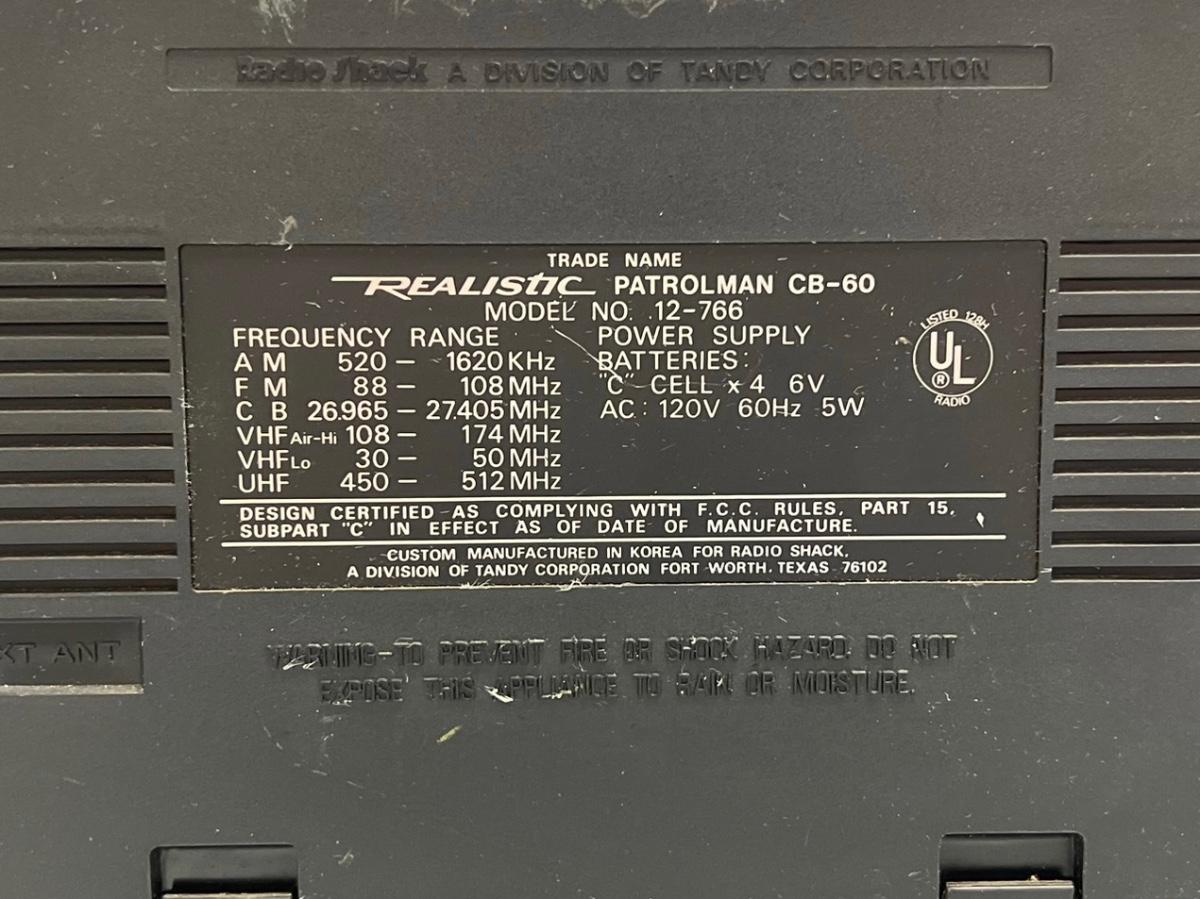 Radio Shack A DIVISION OF TANDY CORPORATION
TRADE NAME
REALISTIC PATROLMAN CB-60
MODEL NO. 12-766
FREQUENCY RANGE
AM 520 - 1620 KHz
FM 88 - 108 MHz
CB 26.965 - 27.405 MHz
VHF Air-Hi 108 - 174 MHz
VHF Lo 30 - 50 MHz
UHF 450 - 512 MHz
POWER SUPPLY
BATTERIES:
"C" CELL x 4 6V
AC: 120V 60Hz 5W
LISTED 128H
UL
®
RADIO
DESIGN CERTIFIED AS COMPLYING WITH F.C.C. RULES, PART 15,
SUBPART "C" IN EFFECT AS OF DATE OF MANUFACTURE.
CUSTOM MANUFACTURED IN KOREA FOR RADIO SHACK,
A DIVISION OF TANDY CORPORATION FORT WORTH, TEXAS 76102
XT ANT
WARNING-TO PREVENT FIRE OR SHOCK HAZARD, DO NOT
EXPOSE THIS APPLIANCE TO RAIN OR MOISTURE.